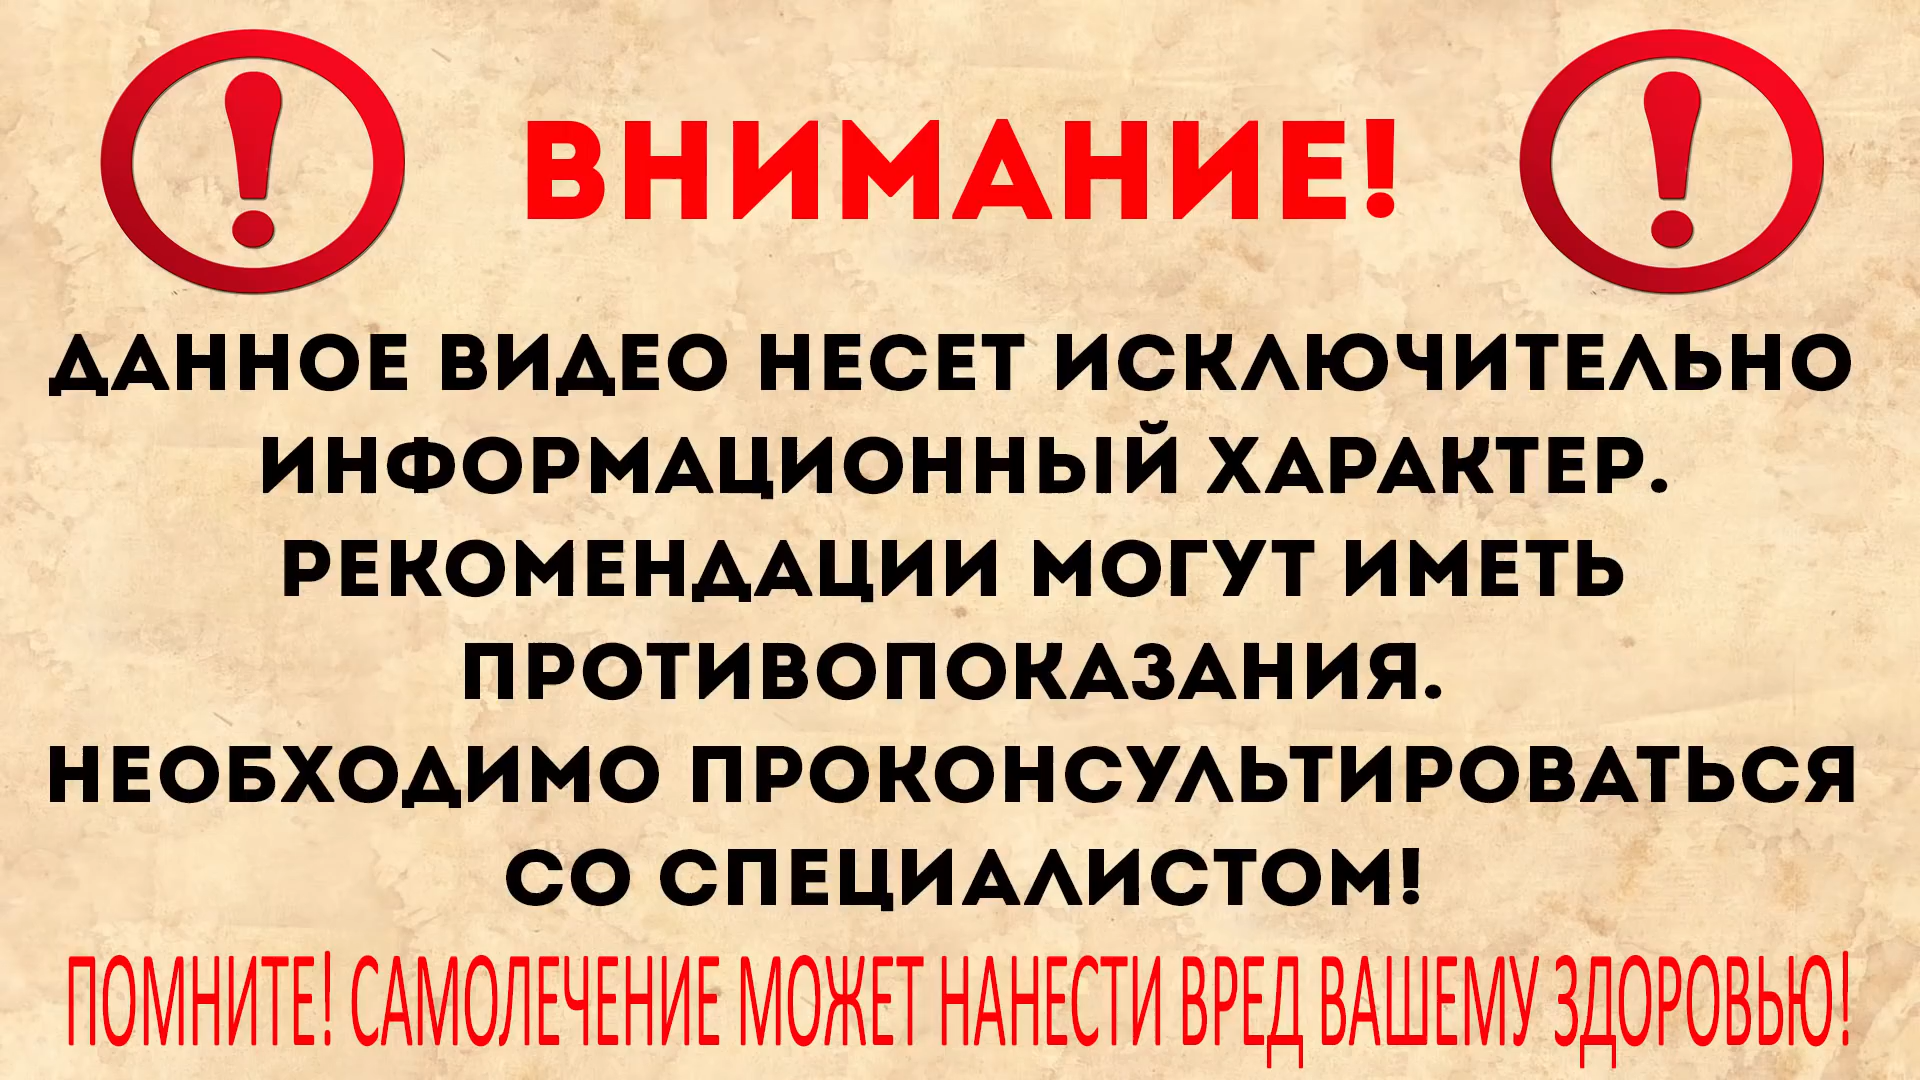 ВНИМАНИЕ!
ДАННОЕ ВИДЕО НЕСЕТ ИСКЛЮЧИТЕЛЬНО
ИНФОРМАЦИОННЫЙ ХАРАКТЕР.
РЕКОМЕНДАЦИИ МОГУТ ИМЕТЬ
ПРОТИВОПОКАЗАНИЯ.
НЕОБХОДИМО ПРОКОНСУЛЬТИРОВАТЬСЯ
СО СПЕЦИАЛИСТОМ!
ПОМНИТЕ! САМОЛЕЧЕНИЕ МОЖЕТ НАНЕСТИ ВРЕД ВАШЕМУ ЗДОРОВЬЮ!